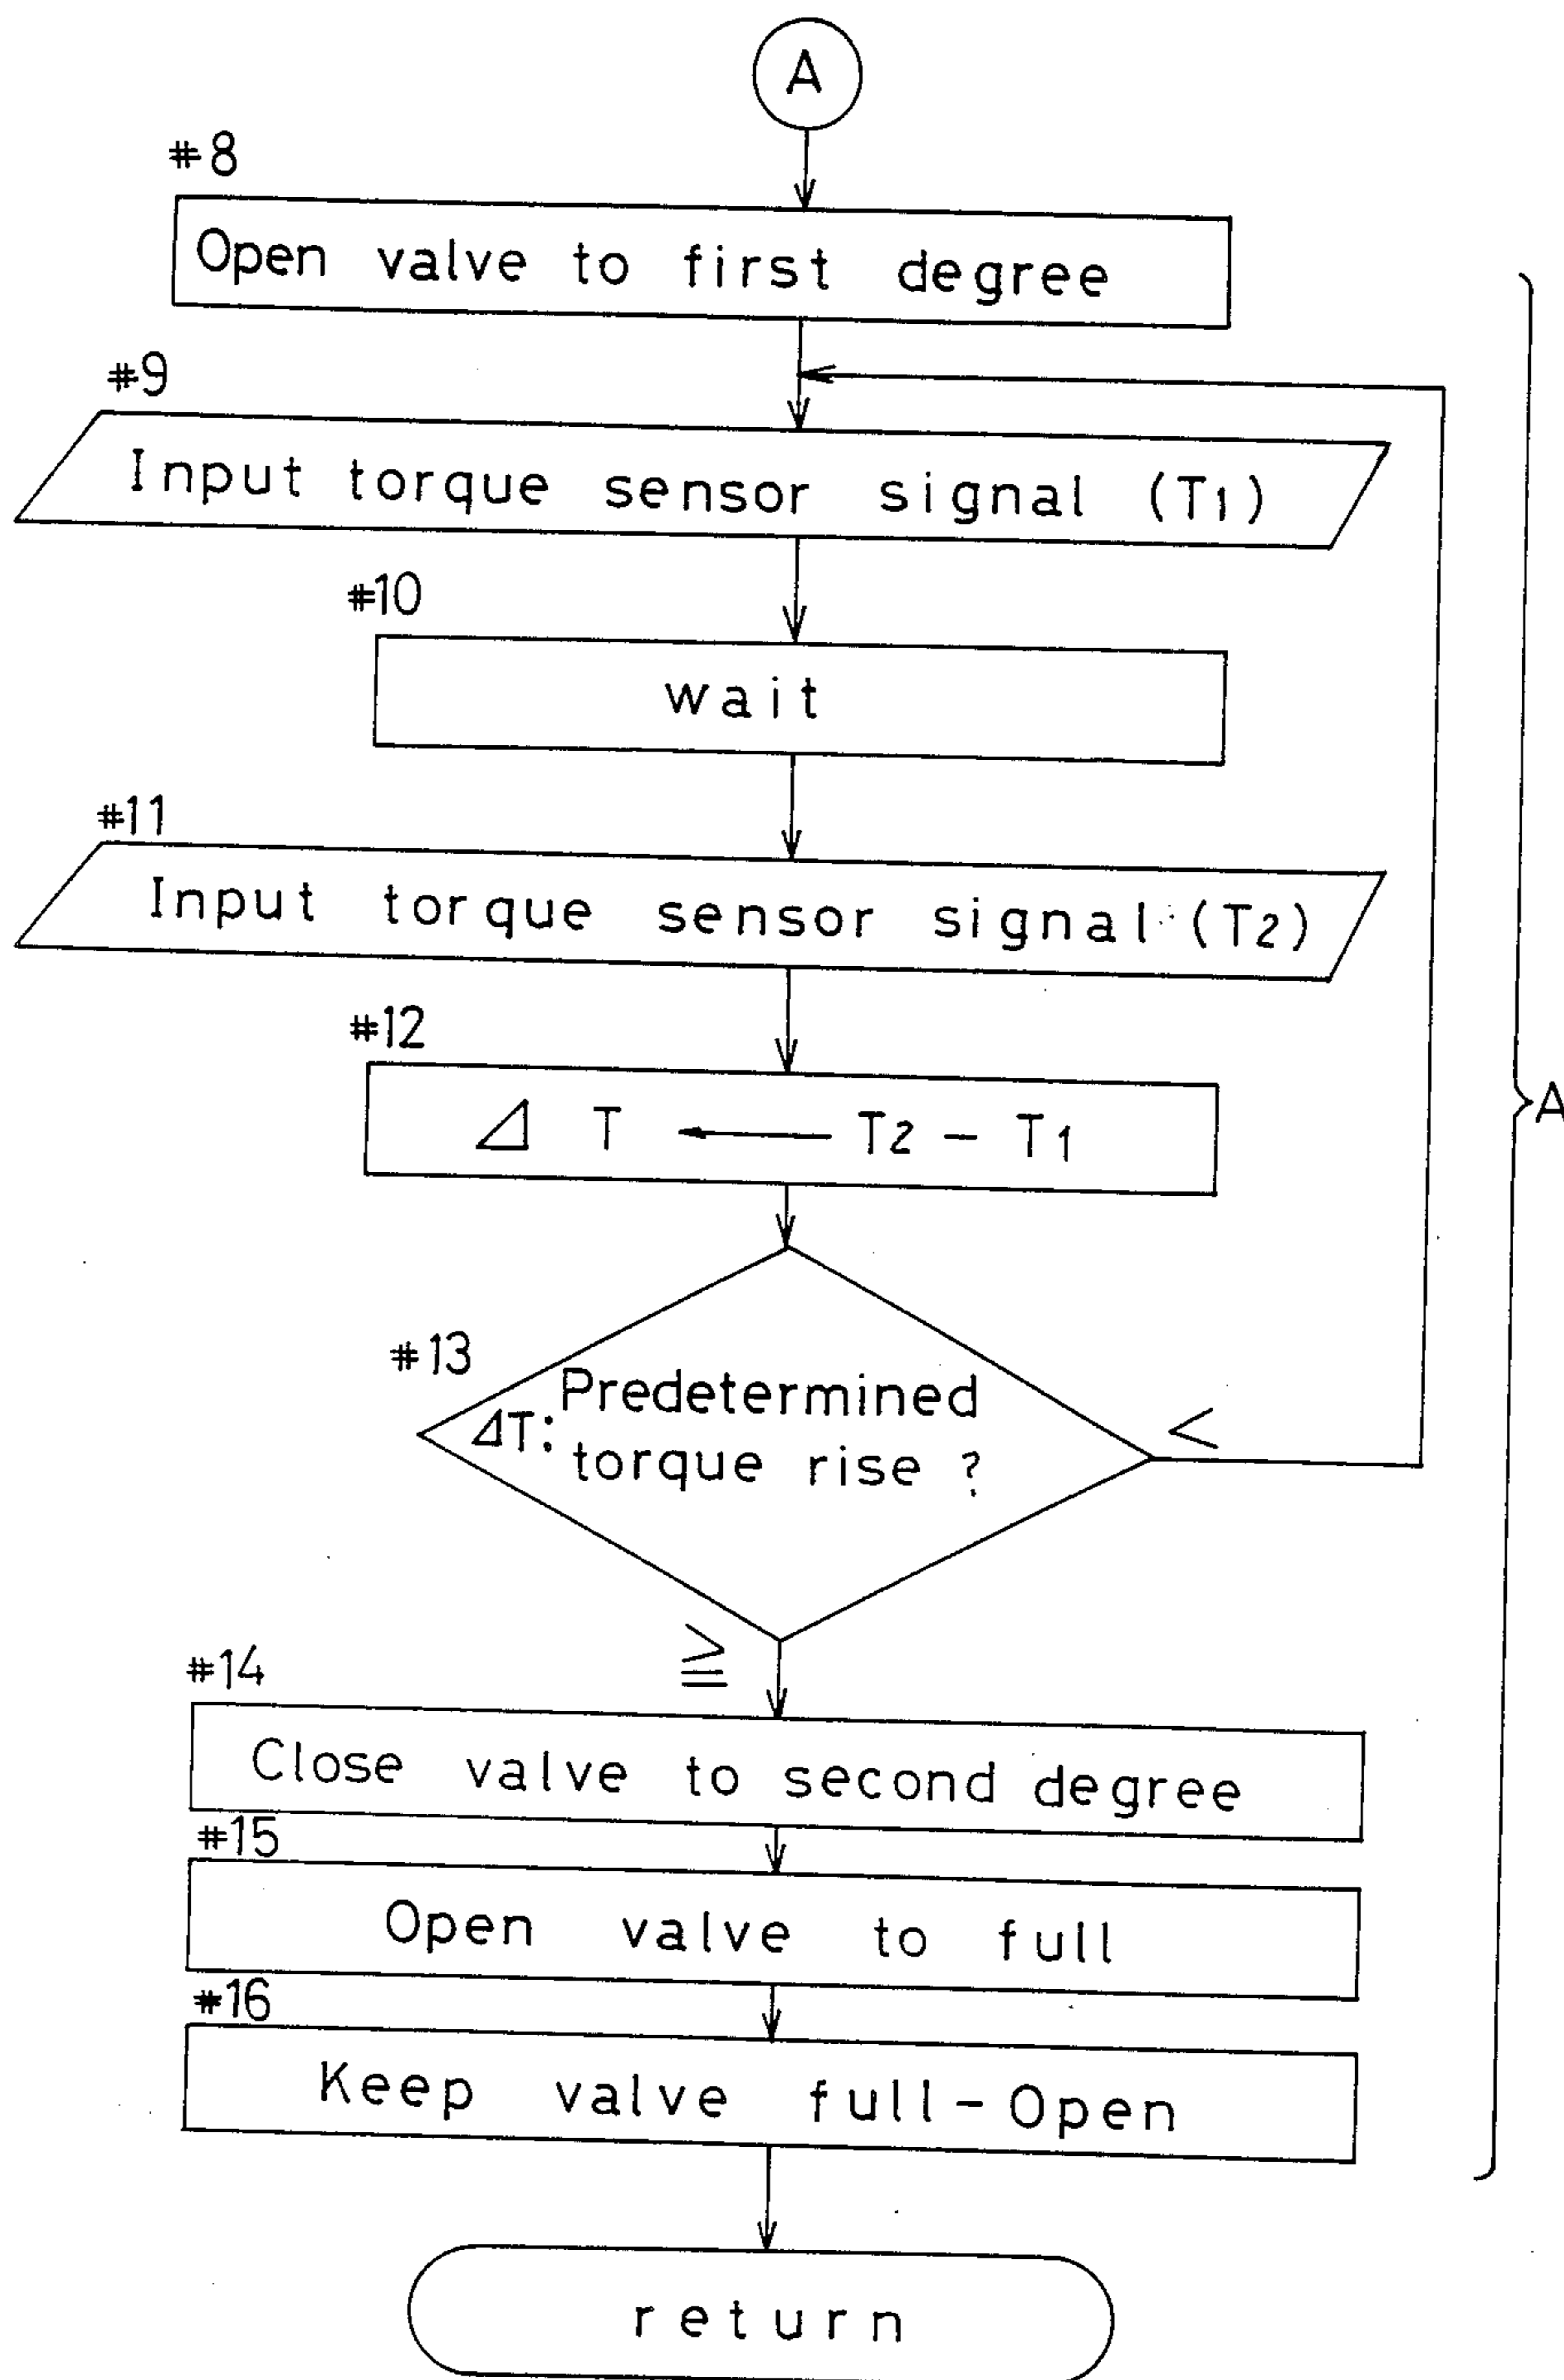 A
#8
Open valve to first degree
#9
Input torque sensor signal (T1)
#10
wait
#11
Input torque sensor signal (T2)
#12
⊿ T ← T2 − T1
#13
Predetermined
⊿T:
torque rise ?
<
≧
#14
Close valve to second degree
#15
Open valve to full
#16
Keep valve full-Open
return
A